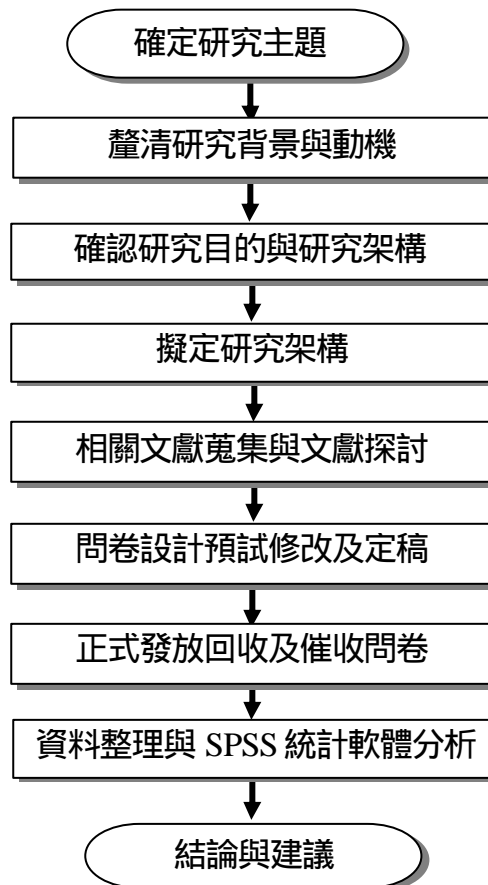 確定研究主題
釐清研究背景與動機
確認研究目的與研究架構
擬定研究架構
相關文獻蒐集與文獻探討
問卷設計預試修改及定稿
正式發放回收及催收問卷
資料整理與 SPSS 統計軟體分析
結論與建議